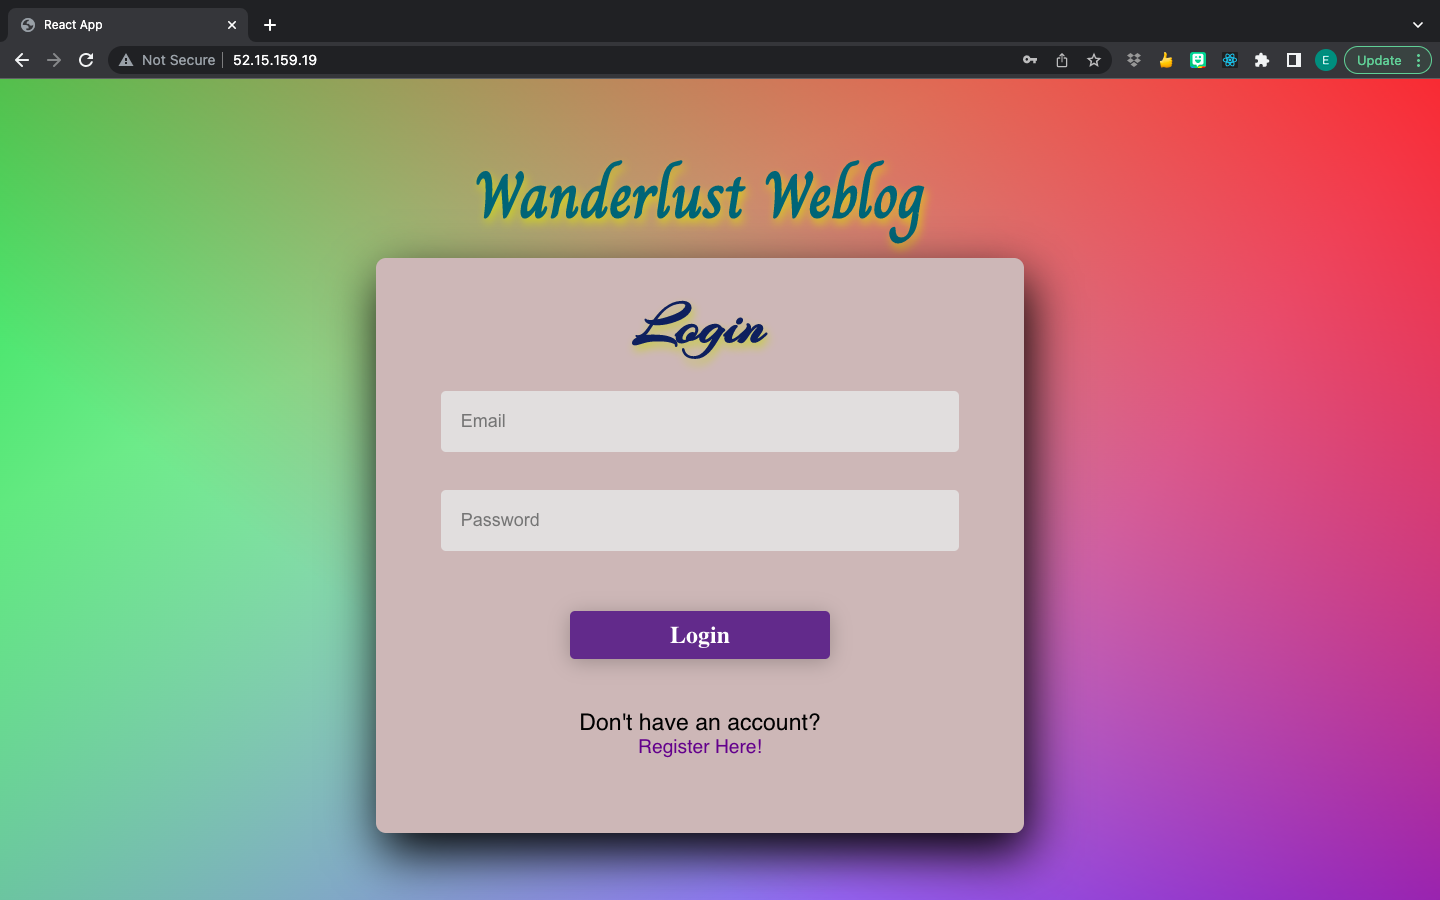 React App
Not Secure
52.15.159.19
E
Update
Wanderlust Weblog
Login
Email
Password
Login
Don't have an account?
Register Here!